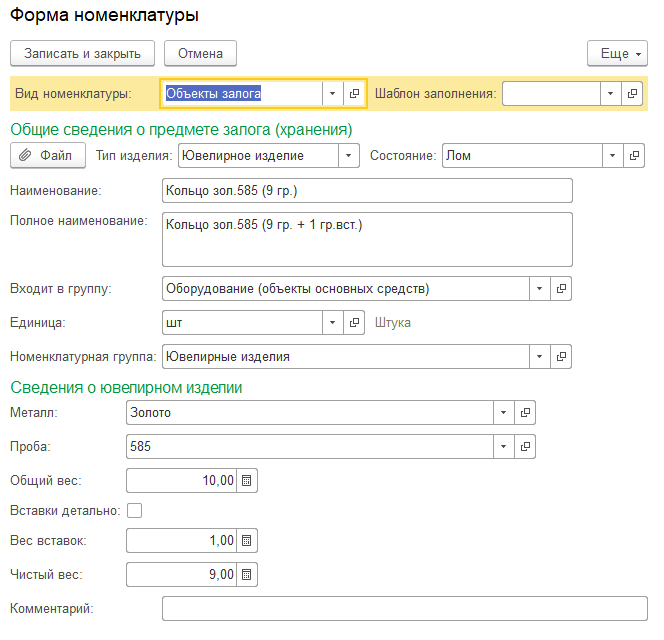 Форма номенклатуры
Записать и закрыть Отмена Еще
Вид номенклатуры: Объекты залога Шаблон заполнения:
Общие сведения о предмете залога (хранения)
Файл Тип изделия: Ювелирное изделие Состояние: Лом
Наименование: Кольцо зол.585 (9 гр.)
Полное наименование: Кольцо зол.585 (9 гр. + 1 гр.вст.)
Входит в группу: Оборудование (объекты основных средств)
Единица: шт Штука
Номенклатурная группа: Ювелирные изделия
Сведения о ювелирном изделии
Металл: Золото
Проба: 585
Общий вес: 10,00
Вставки детально:
Вес вставок: 1,00
Чистый вес: 9,00
Комментарий: